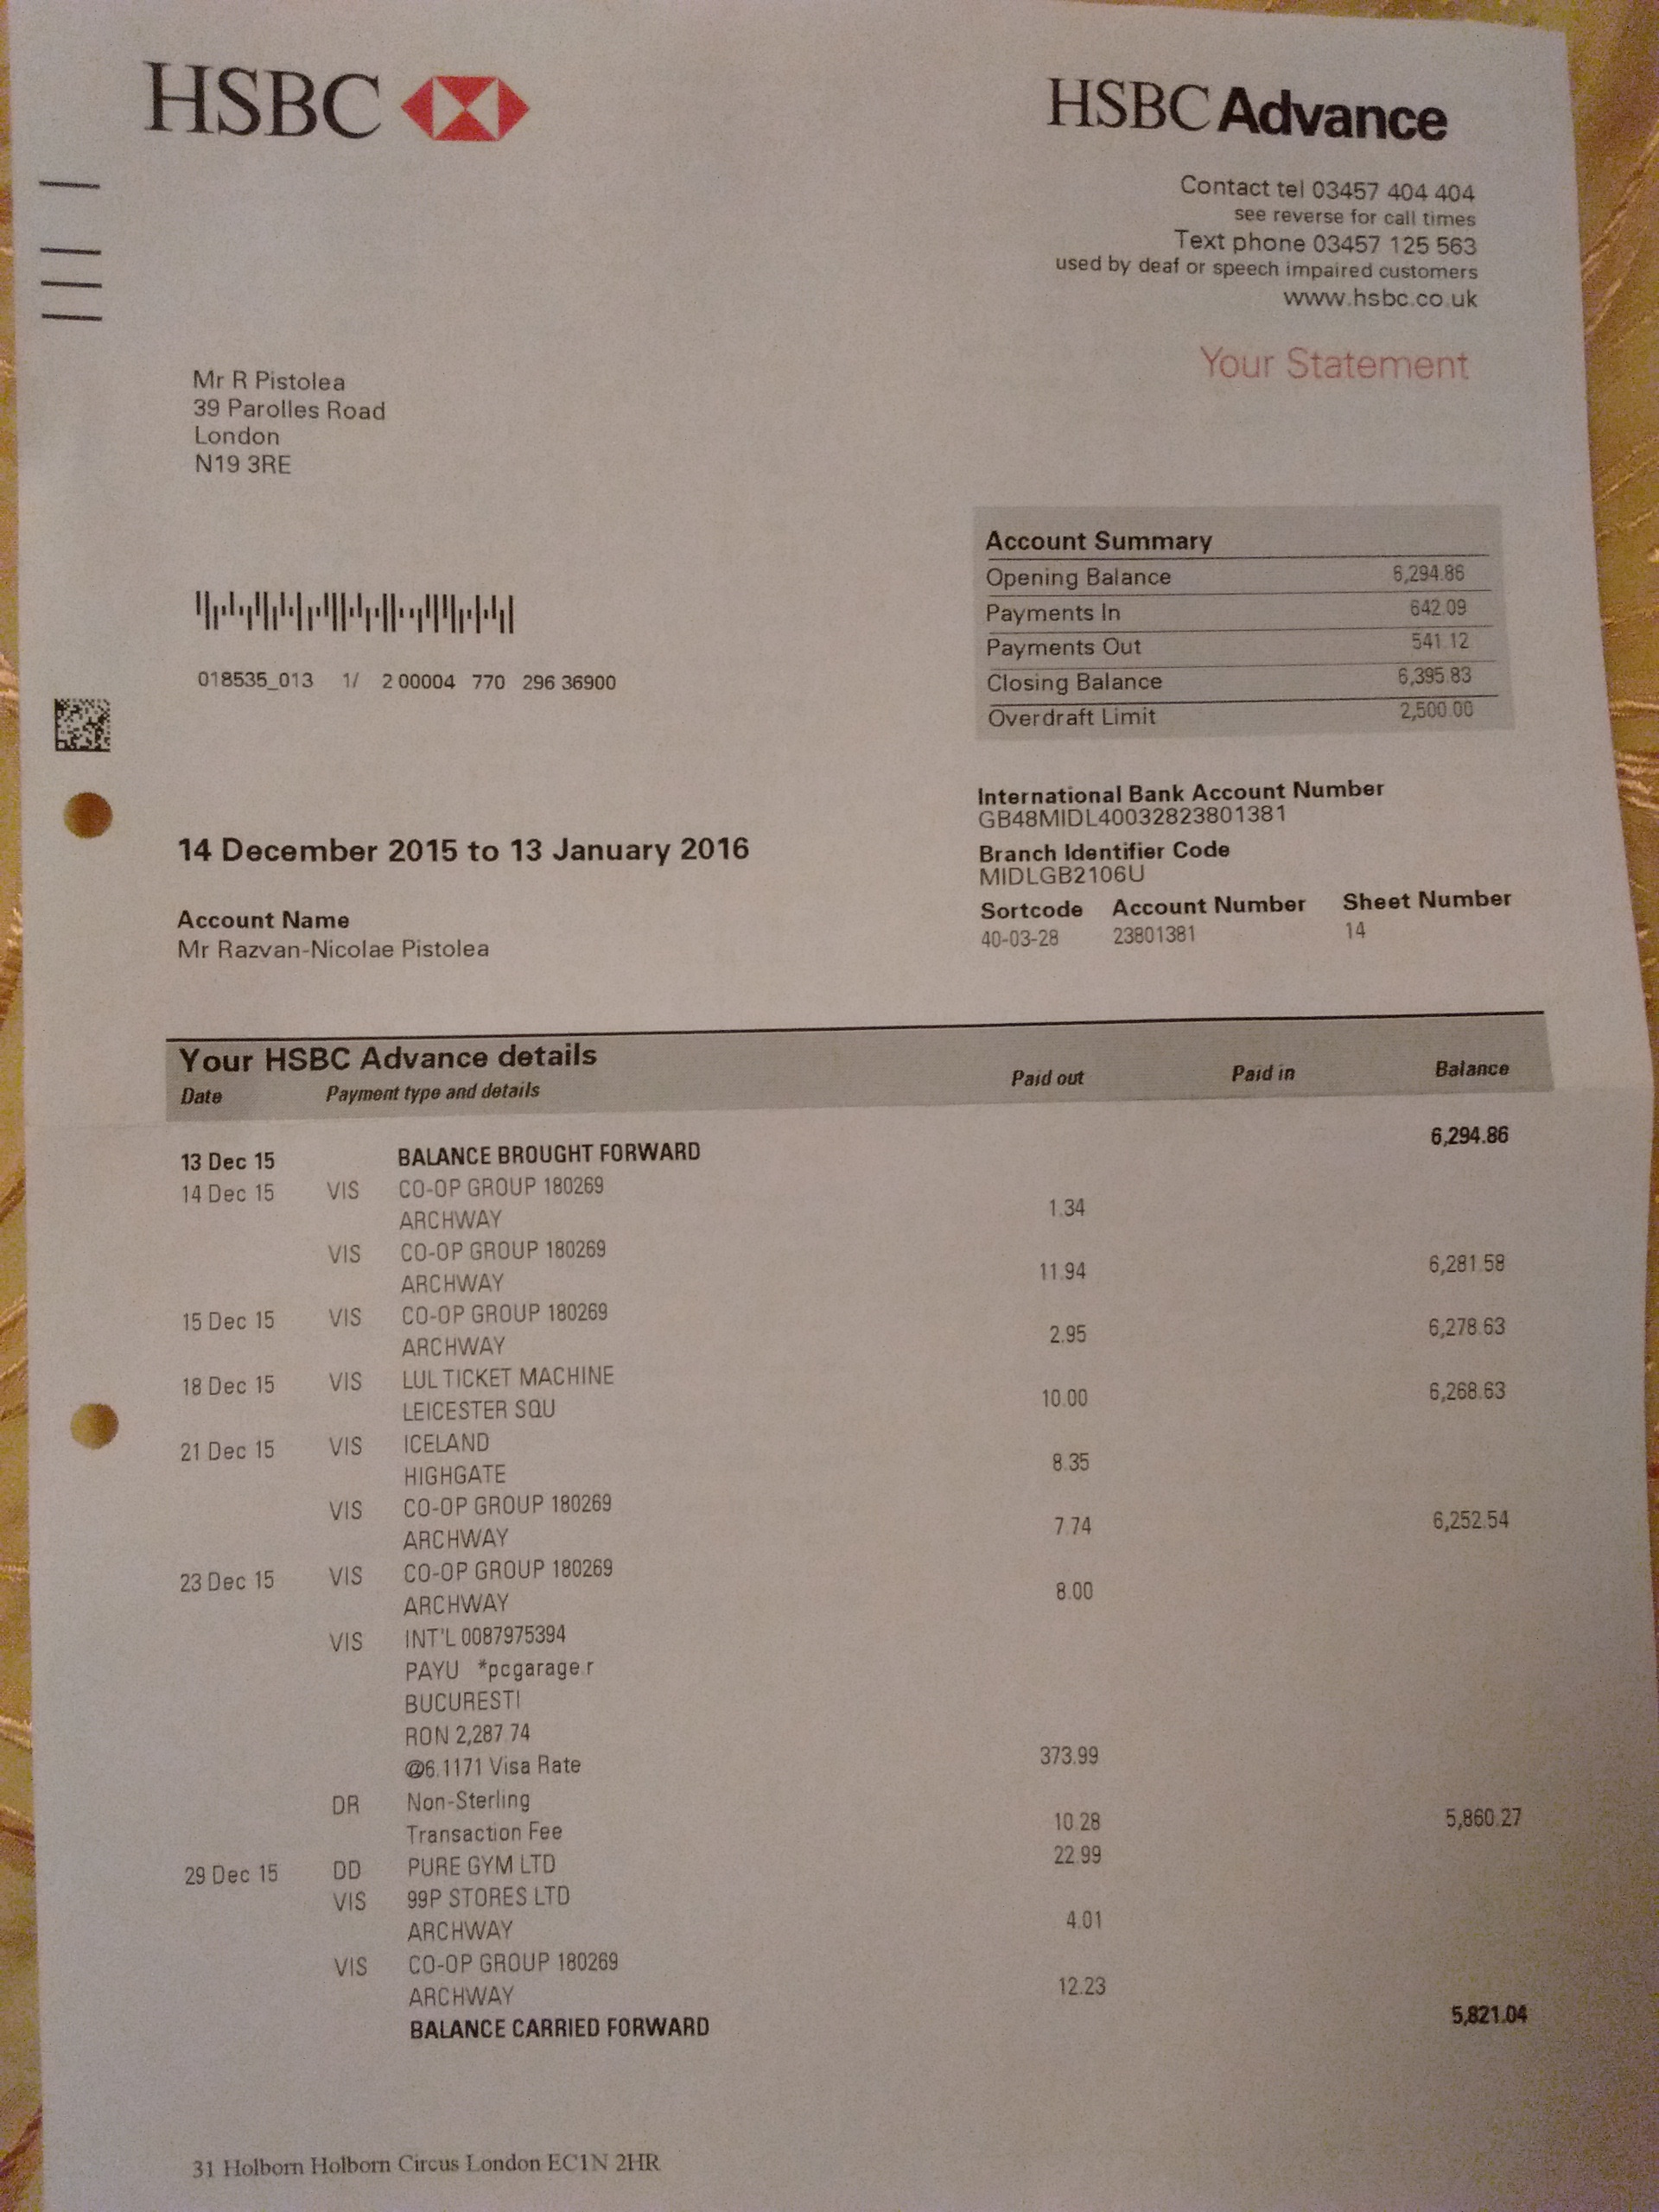 HSBC
HSBC Advance
Contact tel 03457 404 404
see reverse for call times
Text phone 03457 125 563
used by deaf or speech impaired customers
www.hsbc.co.uk
Your Statement
Mr R Pistolea
39 Parolles Road
London
N19 3RE
Account Summary
Opening Balance 6,294.86
Payments In 642.09
Payments Out 541.12
Closing Balance 6,395.83
Overdraft Limit 2,500.00
018535_013 1/ 2 00004 770 296 36900
International Bank Account Number
GB48MIDL40032823801381
14 December 2015 to 13 January 2016
Branch Identifier Code
MIDLGB2106U
Sortcode Account Number Sheet Number
40-03-28 23801381 14
Account Name
Mr Razvan-Nicolae Pistolea
Your HSBC Advance details
Date Payment type and details Paid out Paid in Balance
13 Dec 15 BALANCE BROUGHT FORWARD 6,294.86
14 Dec 15 VIS CO-OP GROUP 180269
ARCHWAY 1.34
VIS CO-OP GROUP 180269
ARCHWAY 11.94 6,281.58
15 Dec 15 VIS CO-OP GROUP 180269
ARCHWAY 2.95 6,278.63
18 Dec 15 VIS LUL TICKET MACHINE
LEICESTER SQU 10.00 6,268.63
21 Dec 15 VIS ICELAND
HIGHGATE 8.35
VIS CO-OP GROUP 180269
ARCHWAY 7.74 6,252.54
23 Dec 15 VIS CO-OP GROUP 180269
ARCHWAY 8.00
VIS INT'L 0087975394
PAYU *pcgarage.r
BUCURESTI
RON 2,287.74
@6.1171 Visa Rate 373.99
DR Non-Sterling
Transaction Fee 10.28 5,860.27
29 Dec 15 DD PURE GYM LTD 22.99
VIS 99P STORES LTD
ARCHWAY 4.01
VIS CO-OP GROUP 180269
ARCHWAY 12.23
BALANCE CARRIED FORWARD 5,821.04
31 Holborn Holborn Circus London EC1N 2HR